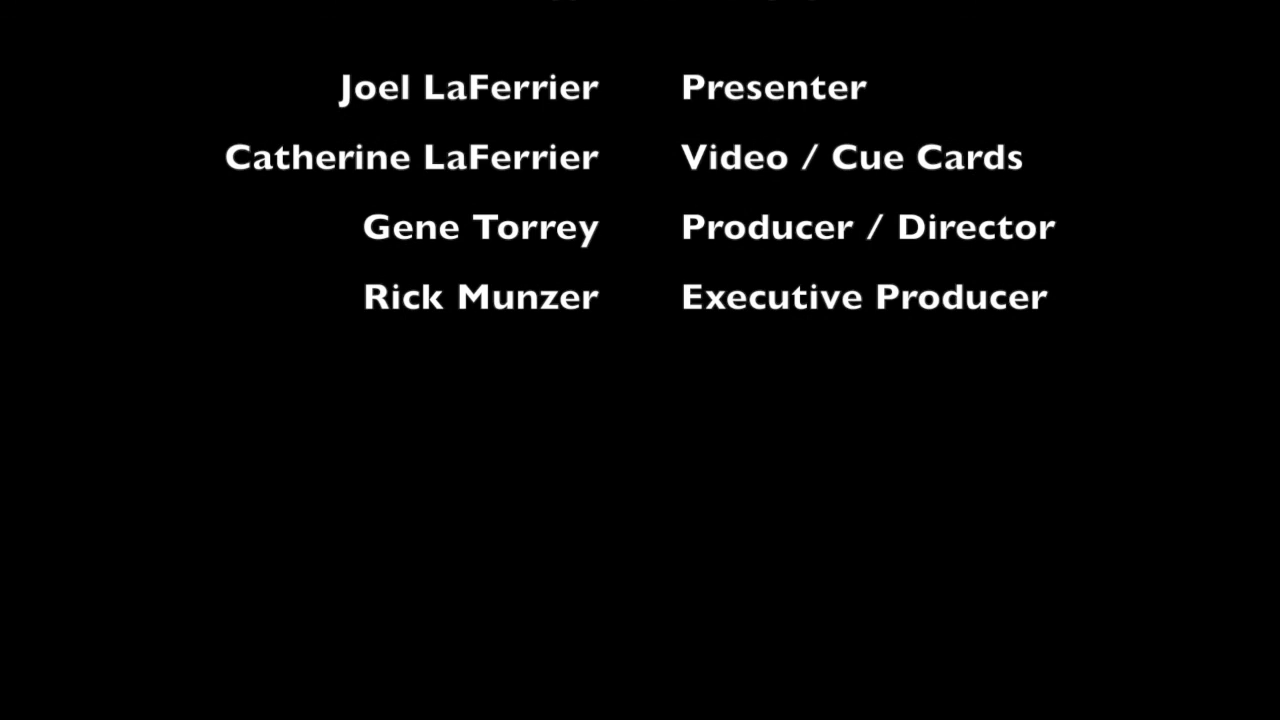 Joel LaFerrier Presenter
Catherine LaFerrier Video / Cue Cards
Gene Torrey Producer / Director
Rick Munzer Executive Producer